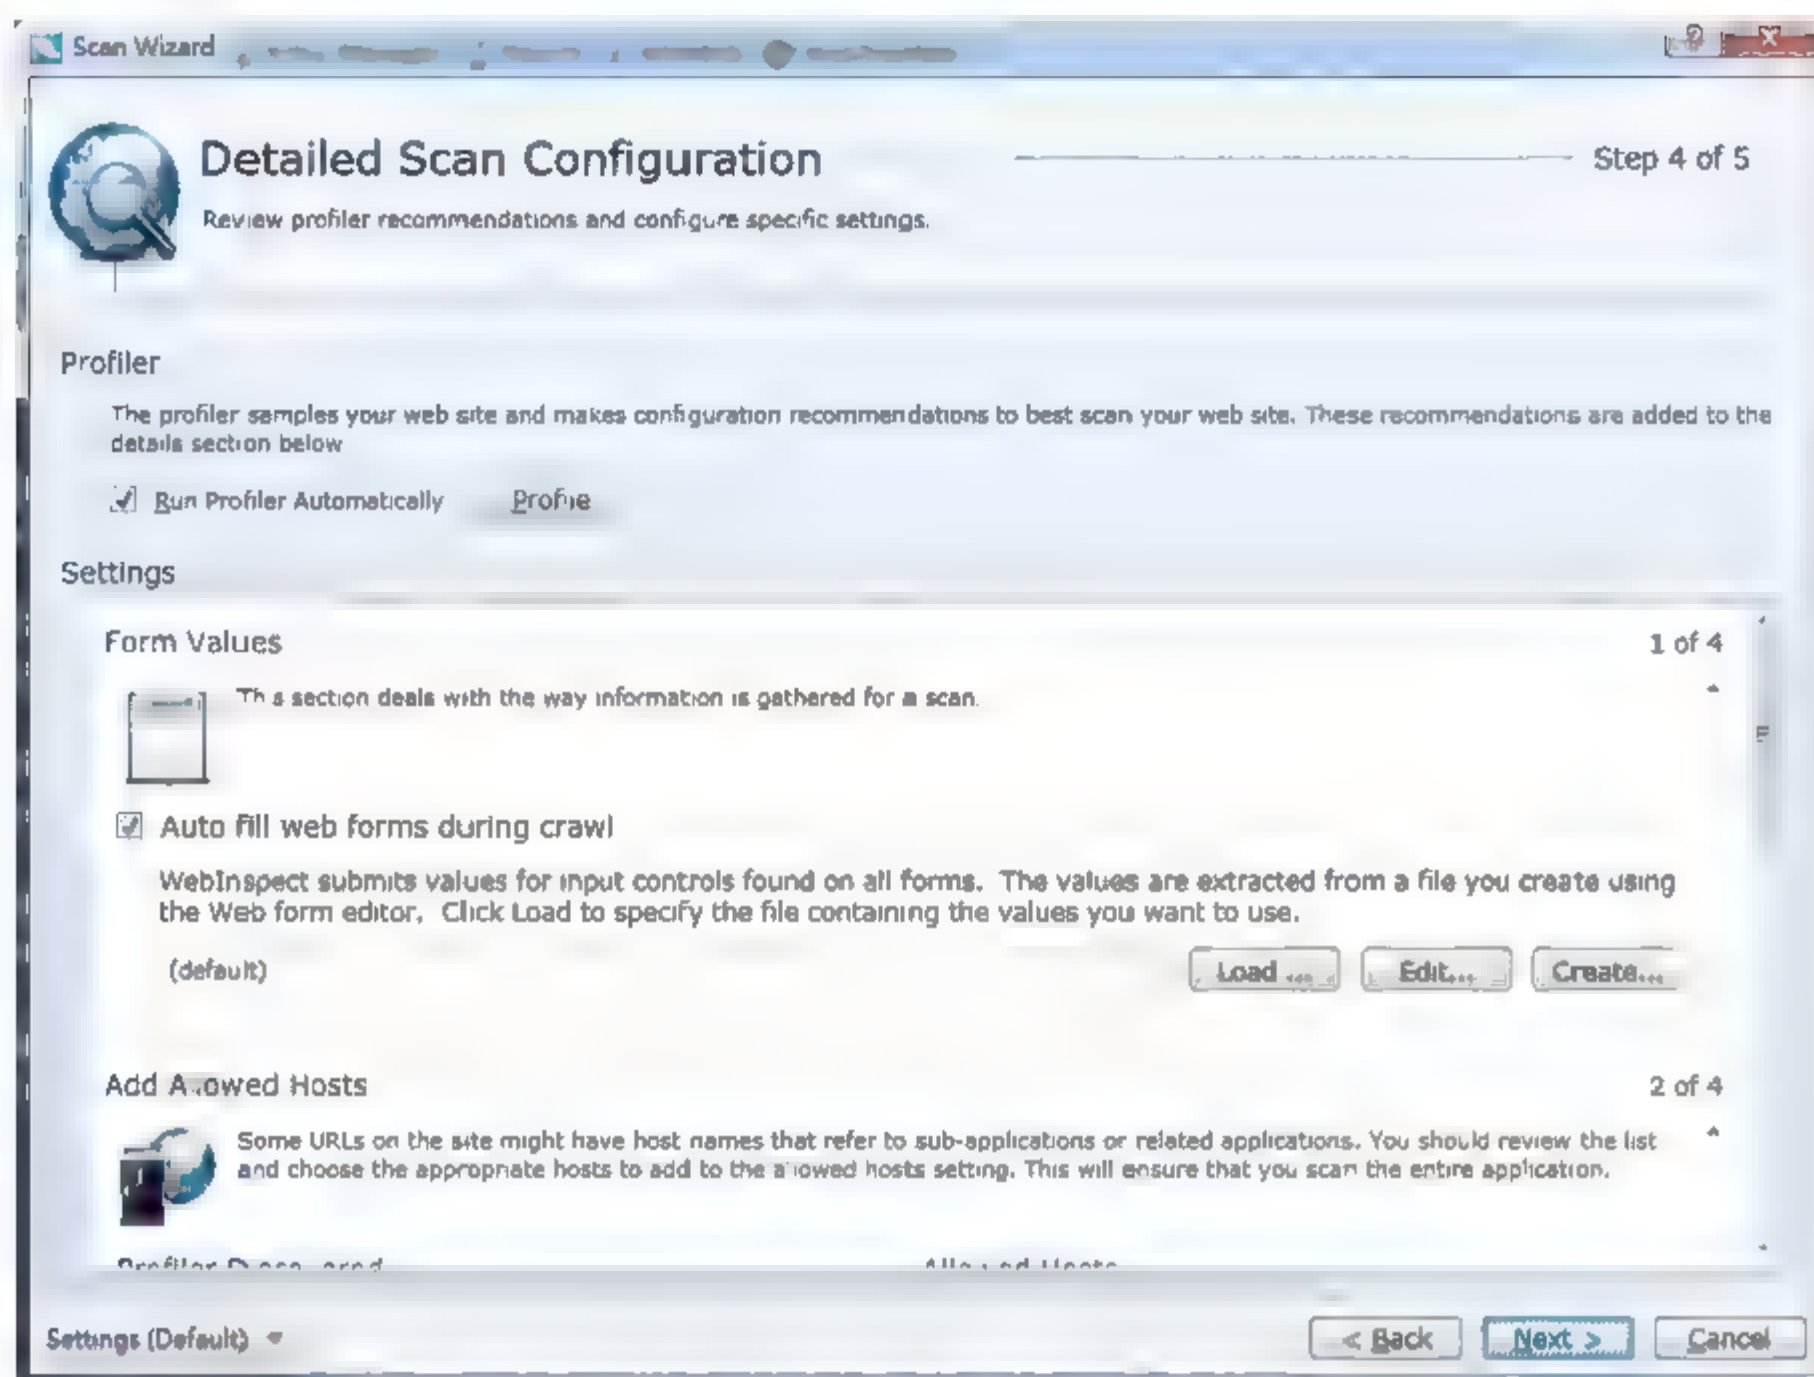 Scan Wizard
Detailed Scan Configuration
Step 4 of 5
Review profiler recommendations and configure specific settings.
Profiler
The profiler samples your web site and makes configuration recommendations to best scan your web site. These recommendations are added to the
details section below
Run Profiler Automatically Profile
Settings
Form Values
1 of 4
This section deals with the way information is gathered for a scan.
Auto fill web forms during crawl
WebInspect submits values for input controls found on all forms. The values are extracted from a file you create using
the Web form editor. Click Load to specify the file containing the values you want to use.
(default)
Load ... Edit... Create...
Add Allowed Hosts
2 of 4
Some URLs on the site might have host names that refer to sub-applications or related applications. You should review the list
and choose the appropriate hosts to add to the allowed hosts setting. This will ensure that you scan the entire application.
Profiler Discovered Allowed Hosts
Settings (Default)
< Back Next > Cancel